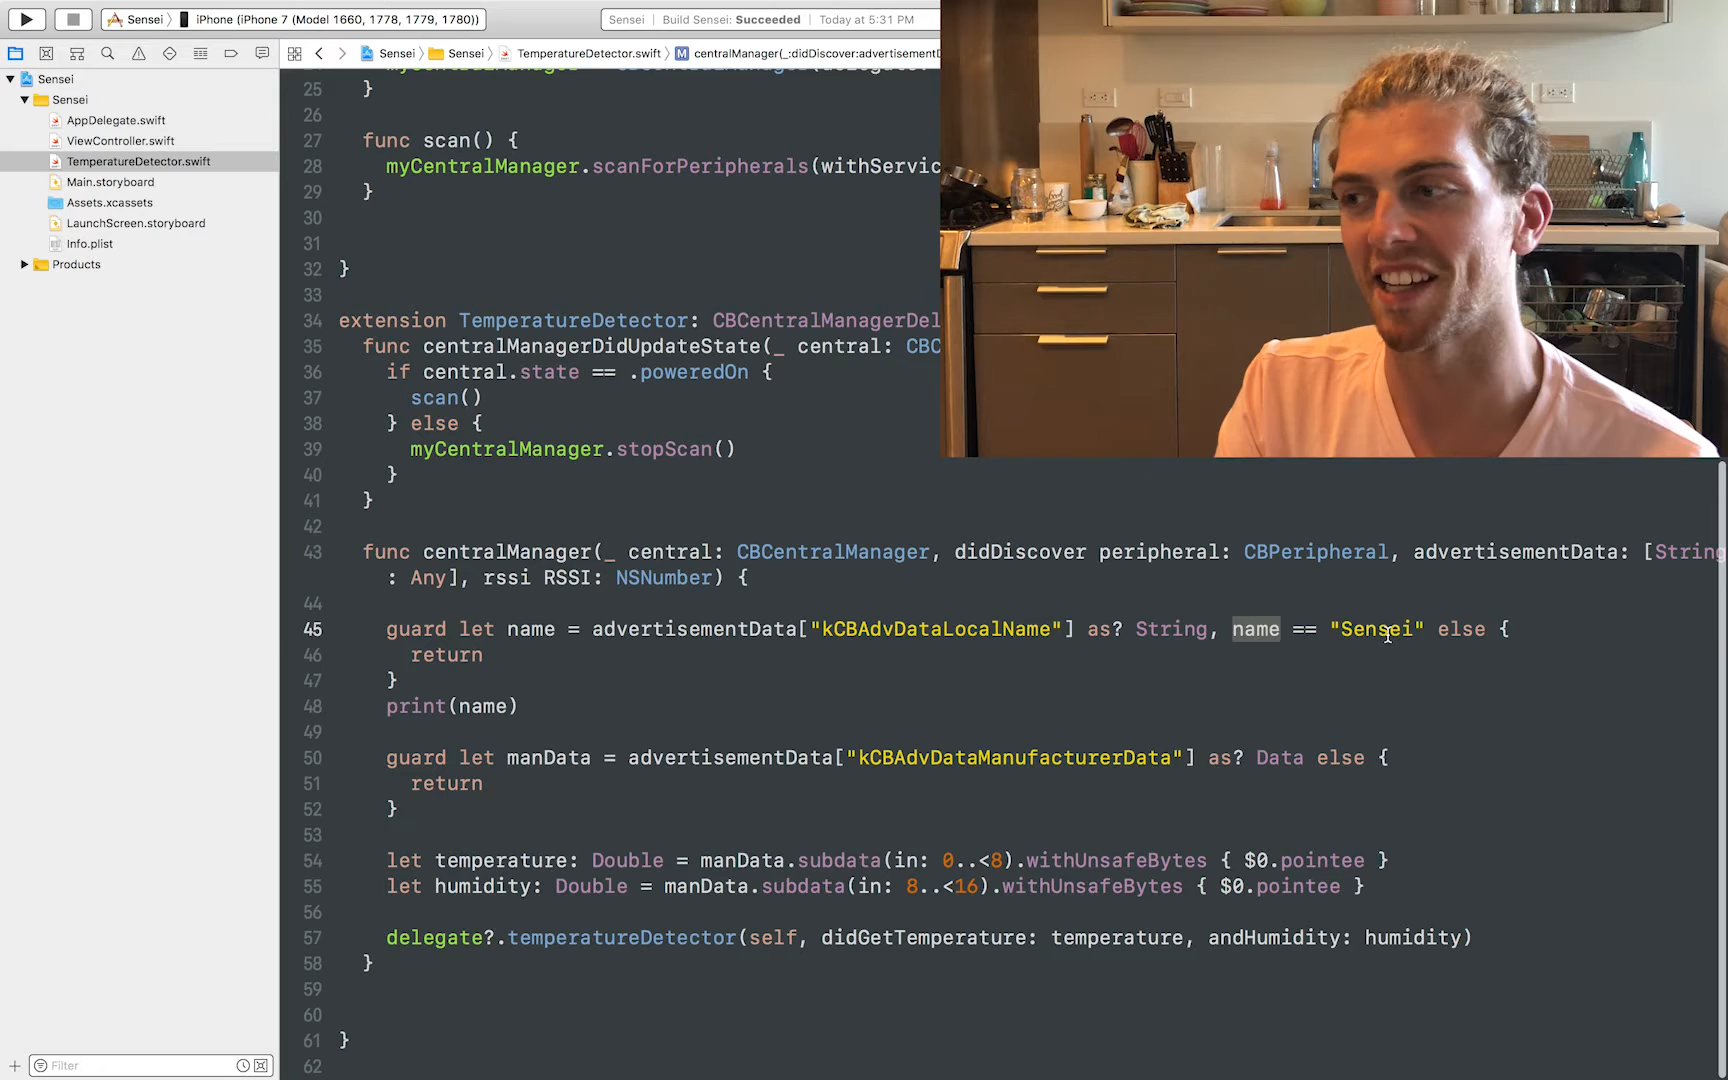 Sensei
iPhone (iPhone 7 (Model 1660, 1778, 1779, 1780))
Sensei | Build Sensei: Succeeded | Today at 5:31 PM
Sensei
Sensei
TemperatureDetector.swift
M
centralManager(_:didDiscover:advertisement
Sensei
Sensei
AppDelegate.swift
ViewController.swift
TemperatureDetector.swift
Main.storyboard
Assets.xcassets
LaunchScreen.storyboard
Info.plist
Products
Filter
25 }
26
27 func scan() {
28 myCentralManager.scanForPeripherals(withServic
29 }
30
31
32 }
33
34 extension TemperatureDetector: CBCentralManagerDel
35 func centralManagerDidUpdateState(_ central: CBC
36 if central.state == .poweredOn {
37 scan()
38 } else {
39 myCentralManager.stopScan()
40 }
41 }
42
43 func centralManager(_ central: CBCentralManager, didDiscover peripheral: CBPeripheral, advertisementData: [String
: Any], rssi RSSI: NSNumber) {
44
45 guard let name = advertisementData["kCBAdvDataLocalName"] as? String, name == "Sensei" else {
46 return
47 }
48 print(name)
49
50 guard let manData = advertisementData["kCBAdvDataManufacturerData"] as? Data else {
51 return
52 }
53
54 let temperature: Double = manData.subdata(in: 0..<8).withUnsafeBytes { $0.pointee }
55 let humidity: Double = manData.subdata(in: 8..<16).withUnsafeBytes { $0.pointee }
56
57 delegate?.temperatureDetector(self, didGetTemperature: temperature, andHumidity: humidity)
58 }
59
60
61 }
62